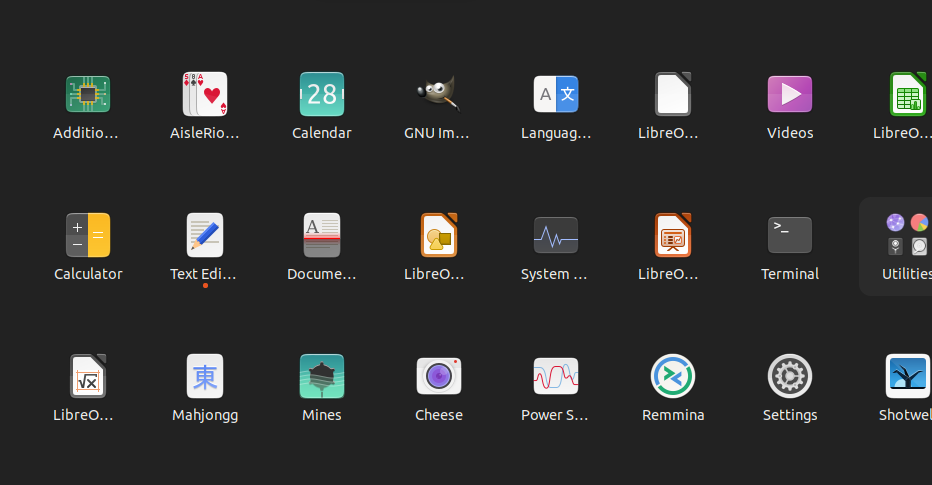 Additio...
AisleRio...
28
Calendar
GNU Im...
A 文
Languag...
LibreO...
Videos
LibreO...
Calculator
Text Edi...
A
Docume...
LibreO...
System ...
LibreO...
>_
Terminal
Utilities
√x
LibreO...
東
Mahjongg
Mines
Cheese
Power S...
Remmina
Settings
Shotwel